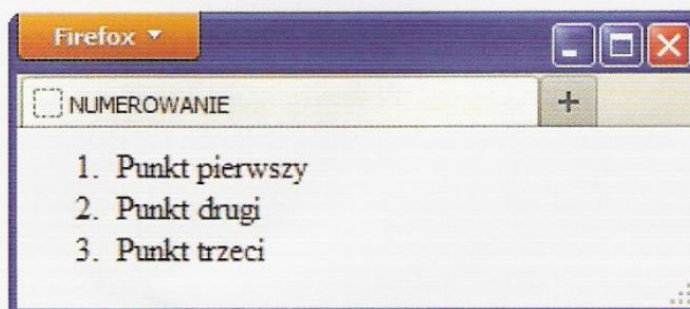 Firefox
NUMEROWANIE
1. Punkt pierwszy
2. Punkt drugi
3. Punkt trzeci